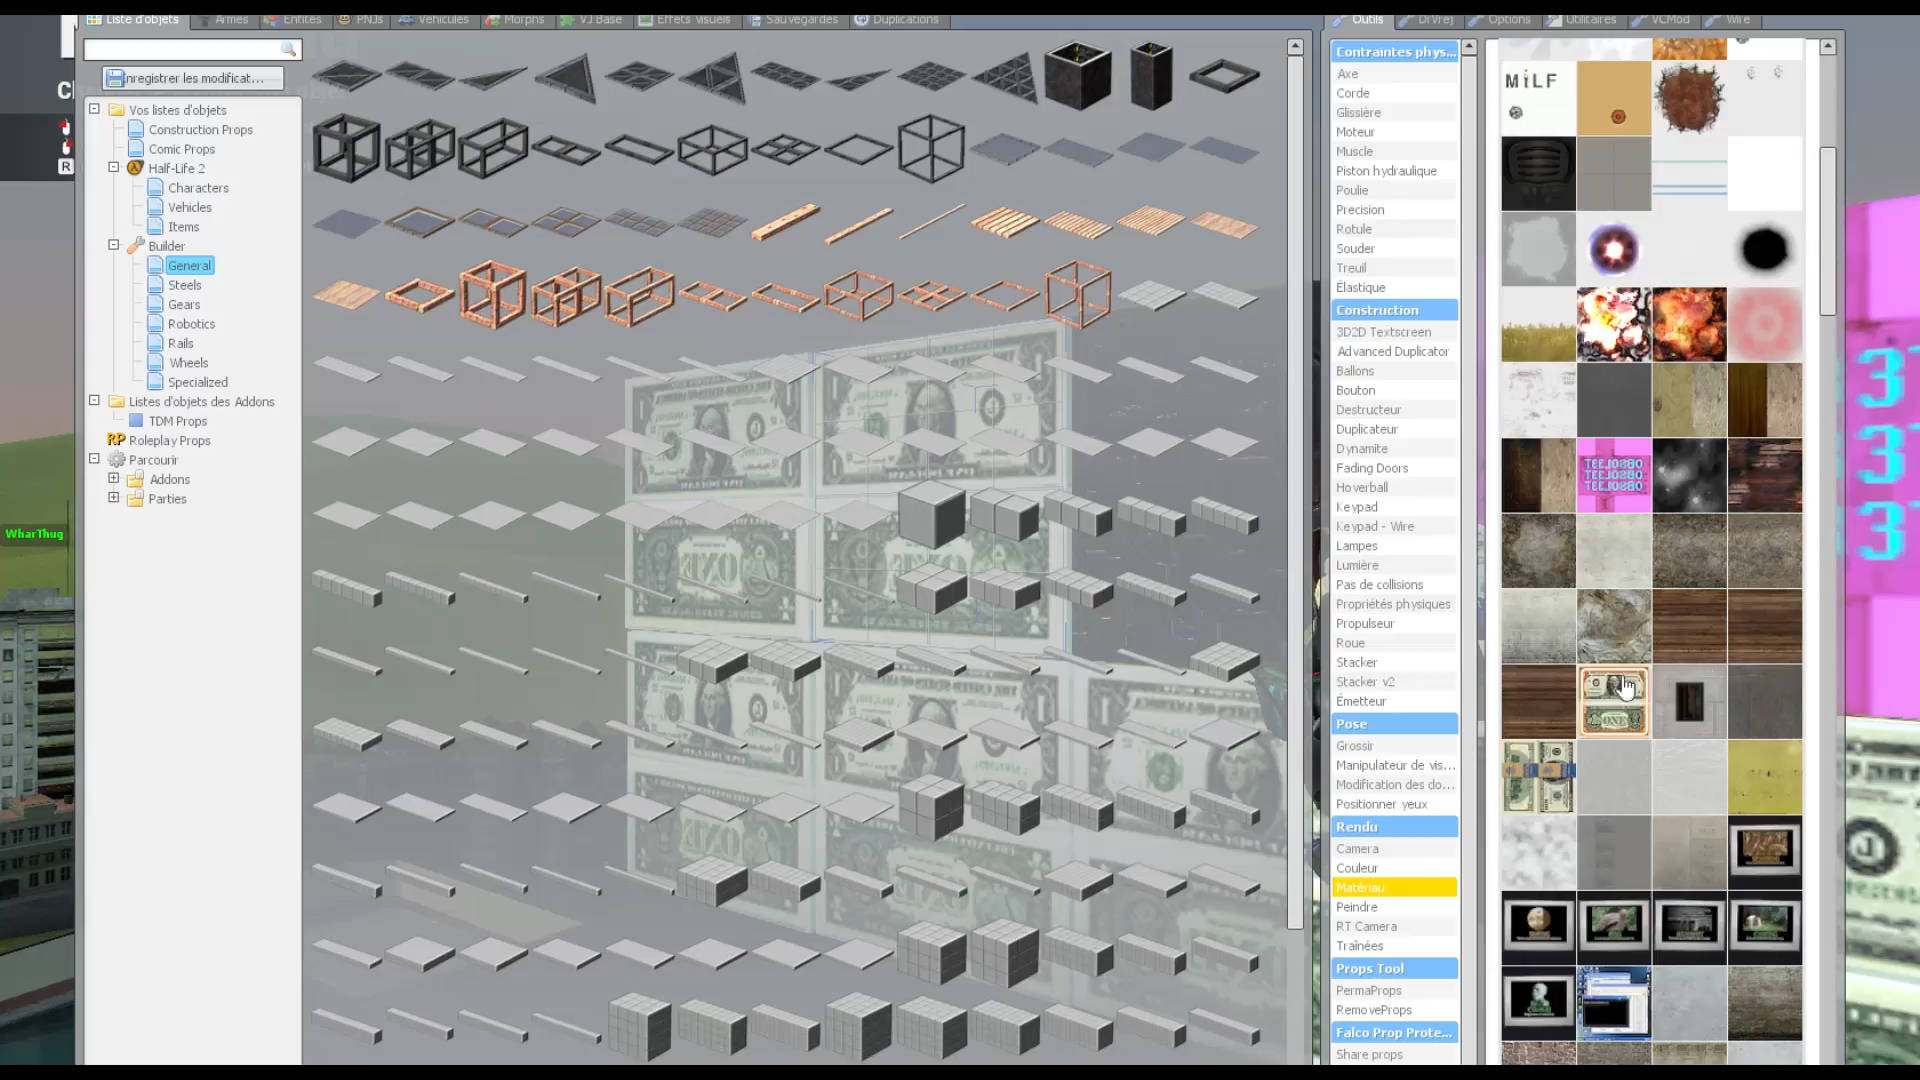 Liste d'objets
Armes
Entités
PNJs
Véhicules
Morphs
VJ Base
Effets visuels
Sauvegardes
Duplications
Outils
DrVrej
Options
Utilitaires
VCMod
Wire
nregistrer les modificat...
Vos listes d'objets
Construction Props
Comic Props
Half-Life 2
Characters
Vehicles
Items
Builder
General
Steels
Gears
Robotics
Rails
Wheels
Specialized
Listes d'objets des Addons
TDM Props
RP Roleplay Props
Parcourir
Addons
Parties
R
WharThug
Contraintes phys...
Axe
Corde
Glissière
Moteur
Muscle
Piston hydraulique
Poulie
Precision
Rotule
Souder
Treuil
Élastique
Construction
3D2D Textscreen
Advanced Duplicator
Ballons
Bouton
Destructeur
Duplicateur
Dynamite
Fading Doors
Hoverball
Keypad
Keypad - Wire
Lampes
Lumière
Pas de collisions
Propriétés physiques
Propulseur
Roue
Stacker
Stacker v2
Émetteur
Pose
Grossir
Manipulateur de vis...
Modification des do...
Positionner yeux
Rendu
Camera
Couleur
Matériau
Peindre
RT Camera
Traînées
Props Tool
PermaProps
RemoveProps
Falco Prop Prote...
Share props
MILF
ONE